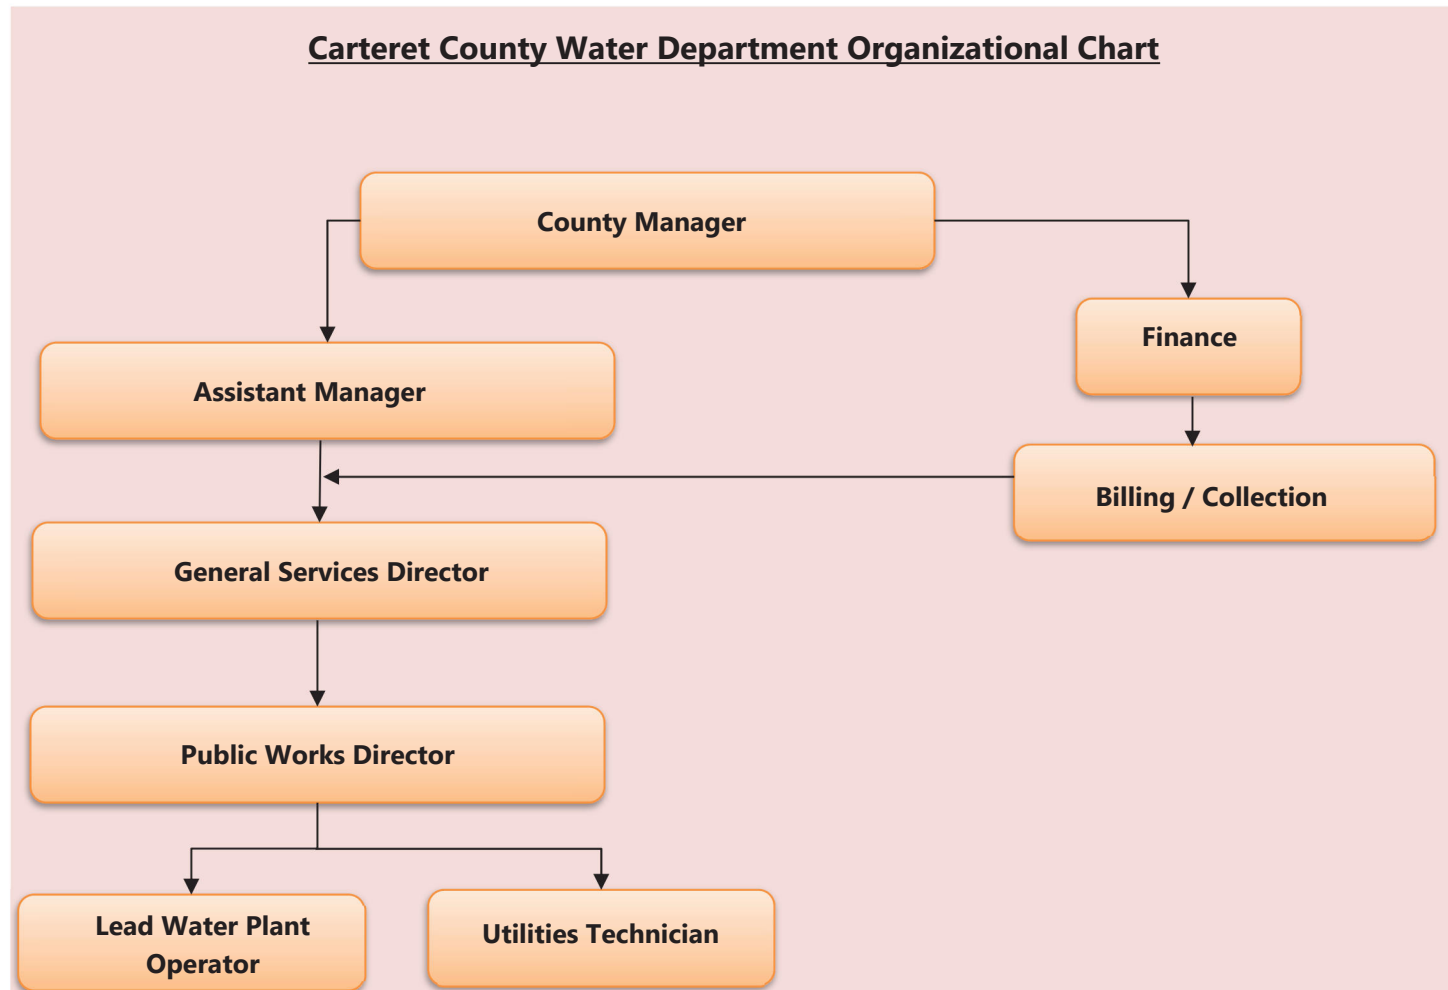 Carteret County Water Department Organizational Chart
County Manager
Finance
Assistant Manager
Billing / Collection
General Services Director
Public Works Director
Lead Water Plant
Operator
Utilities Technician